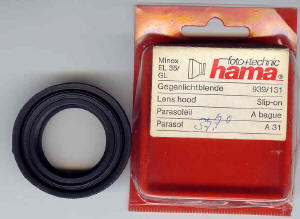 Minox
EL 35/
GL
foto+technic
hama®
Gegenlichtblende 939/131
Lens hood Slip-on
Parasoleil A bague
Parasol A 31